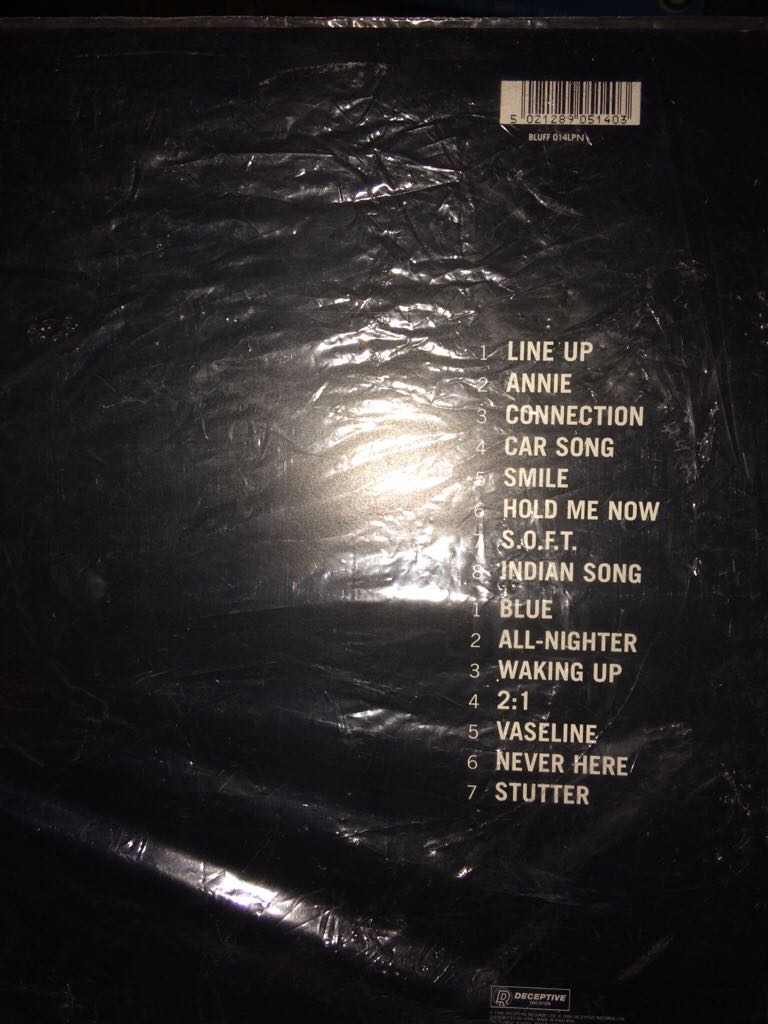 5 021289 051403
BLUFF 014LPN
1 LINE UP
2 ANNIE
3 CONNECTION
4 CAR SONG
5 SMILE
6 HOLD ME NOW
7 S.O.F.T.
8 INDIAN SONG
1 BLUE
2 ALL-NIGHTER
3 WAKING UP
4 2:1
5 VASELINE
6 NEVER HERE
7 STUTTER
DECEPTIVE
records